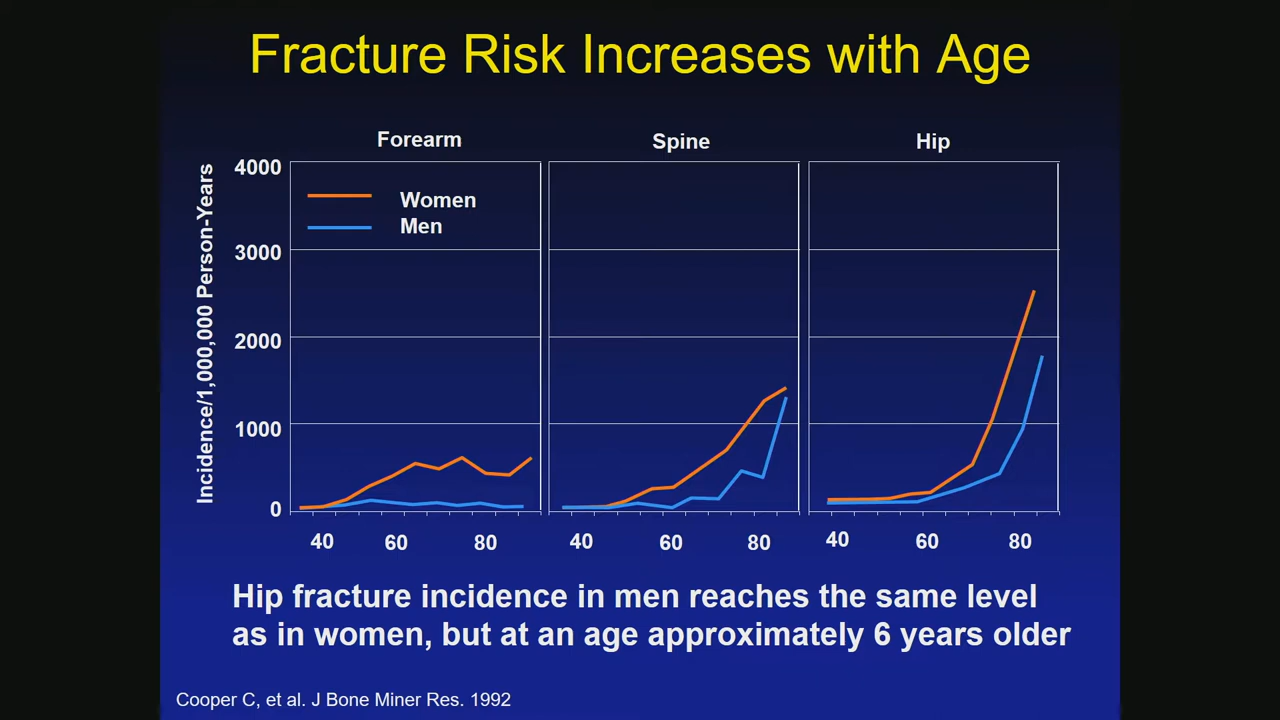 Fracture Risk Increases with Age
Forearm
Spine
Hip
Incidence/1,000,000 Person-Years
4000
3000
2000
1000
0
Women
Men
40 60 80
40 60 80
40 60 80
Hip fracture incidence in men reaches the same level
as in women, but at an age approximately 6 years older
Cooper C, et al. J Bone Miner Res. 1992